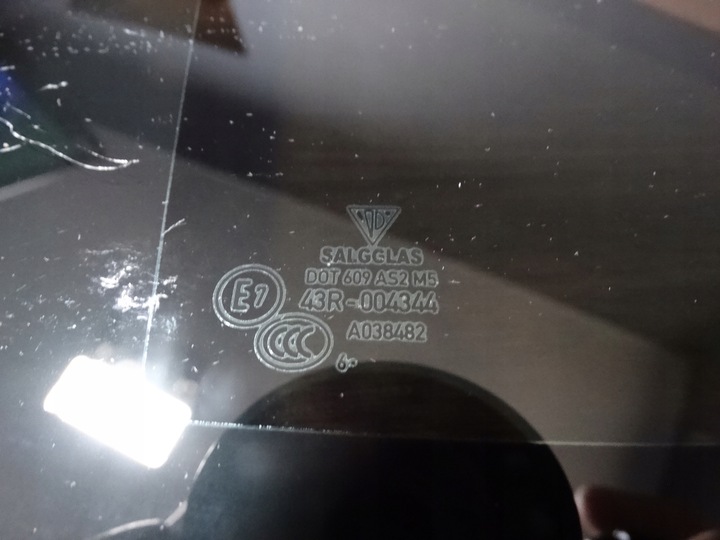 SALGGLAS
DOT 609 AS2 M5
E7
43R-004344
CCC
A038482